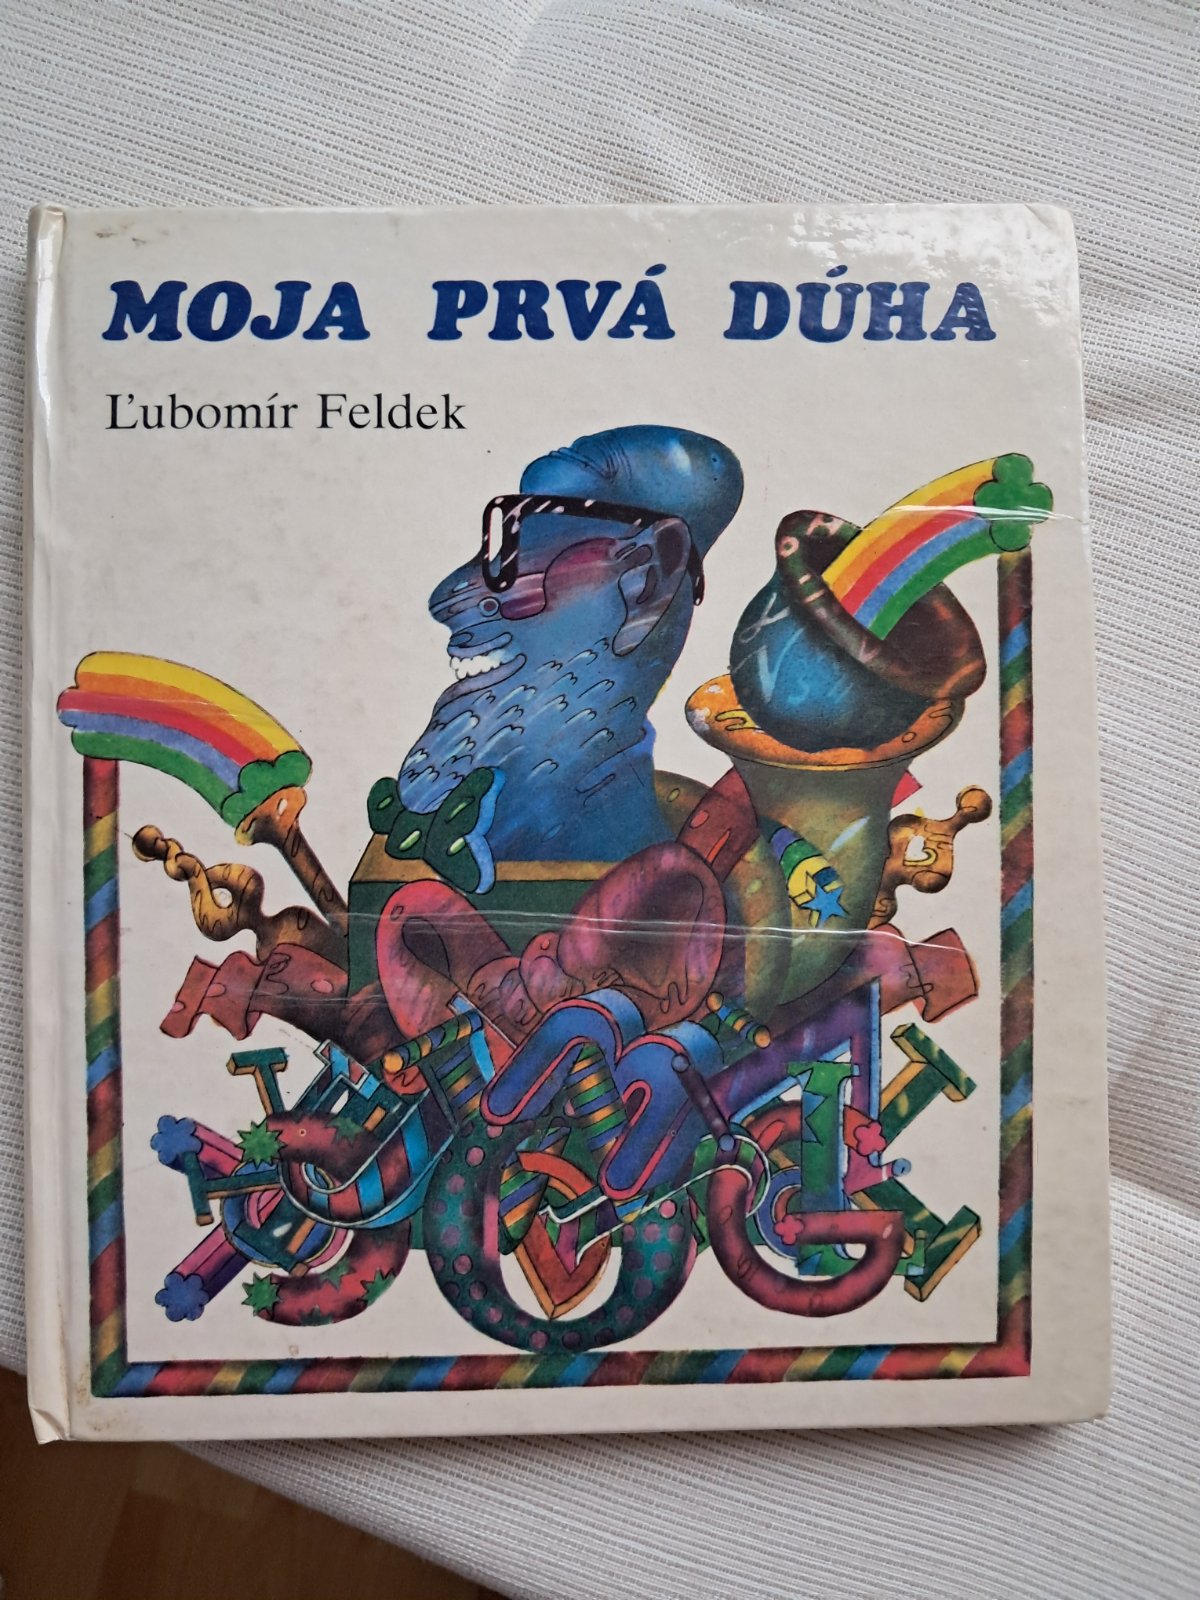 MOJA PRVÁ DÚHA
Ľubomír Feldek